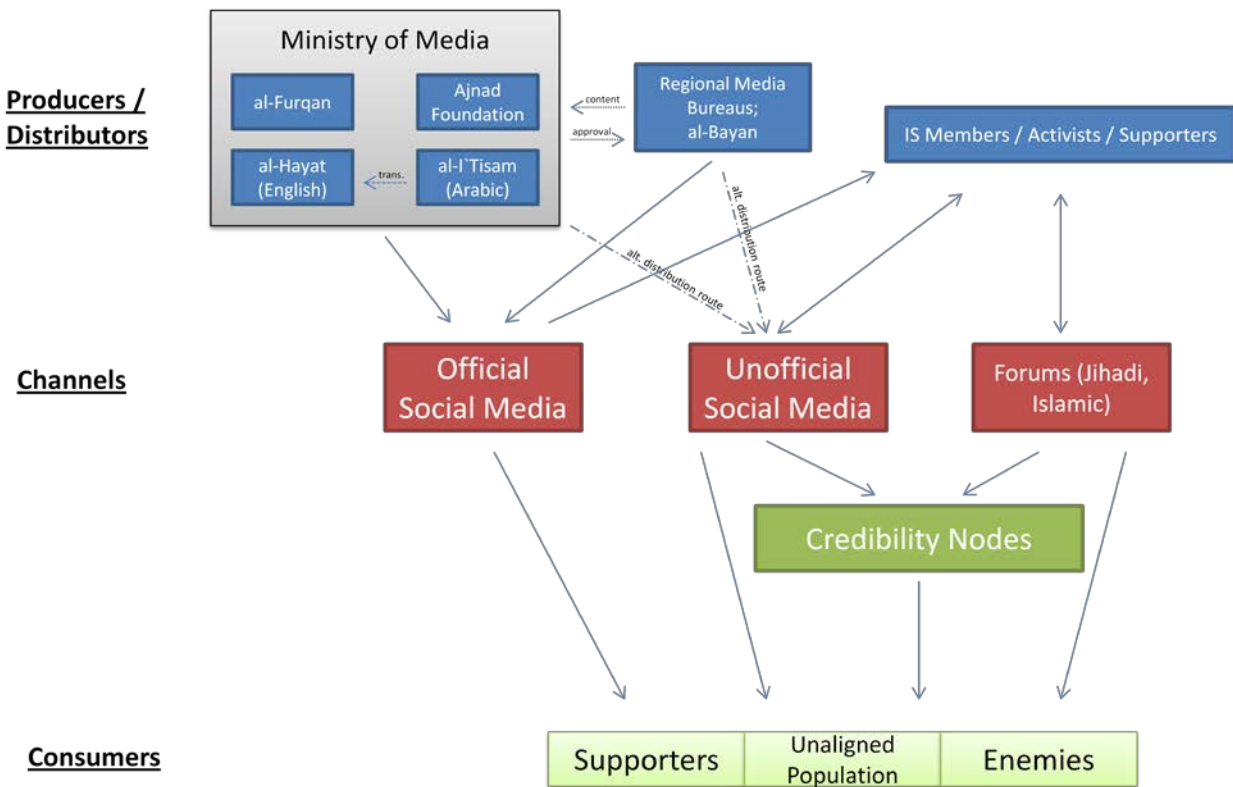 Ministry of Media
Producers /
Distributors
al-Furqan
Ajnad
Foundation
al-Hayat
(English)
trans.
al-I`Tisam
(Arabic)
content
approval
Regional Media
Bureaus;
al-Bayan
IS Members / Activists / Supporters
alt. distribution route
alt. distribution route
Channels
Official
Social Media
Unofficial
Social Media
Forums (Jihadi,
Islamic)
Credibility Nodes
Consumers
Supporters
Unaligned
Population
Enemies